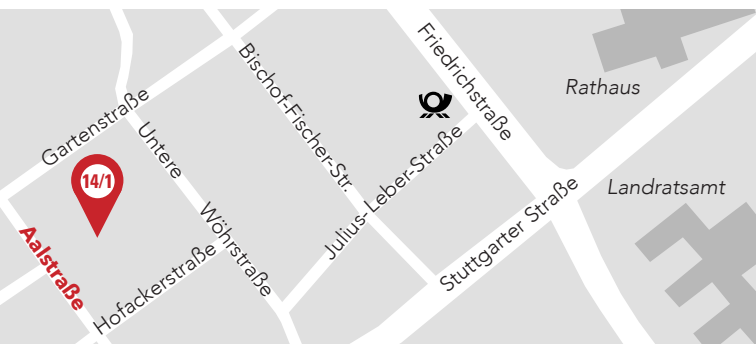 Friedrichstraße
Bischof-Fischer-Str.
Rathaus
Gartenstraße
Untere
Wöhrstraße
14/1
Julius-Leber-Straße
Landratsamt
Stuttgarter Straße
Aalstraße
Hofackerstraße